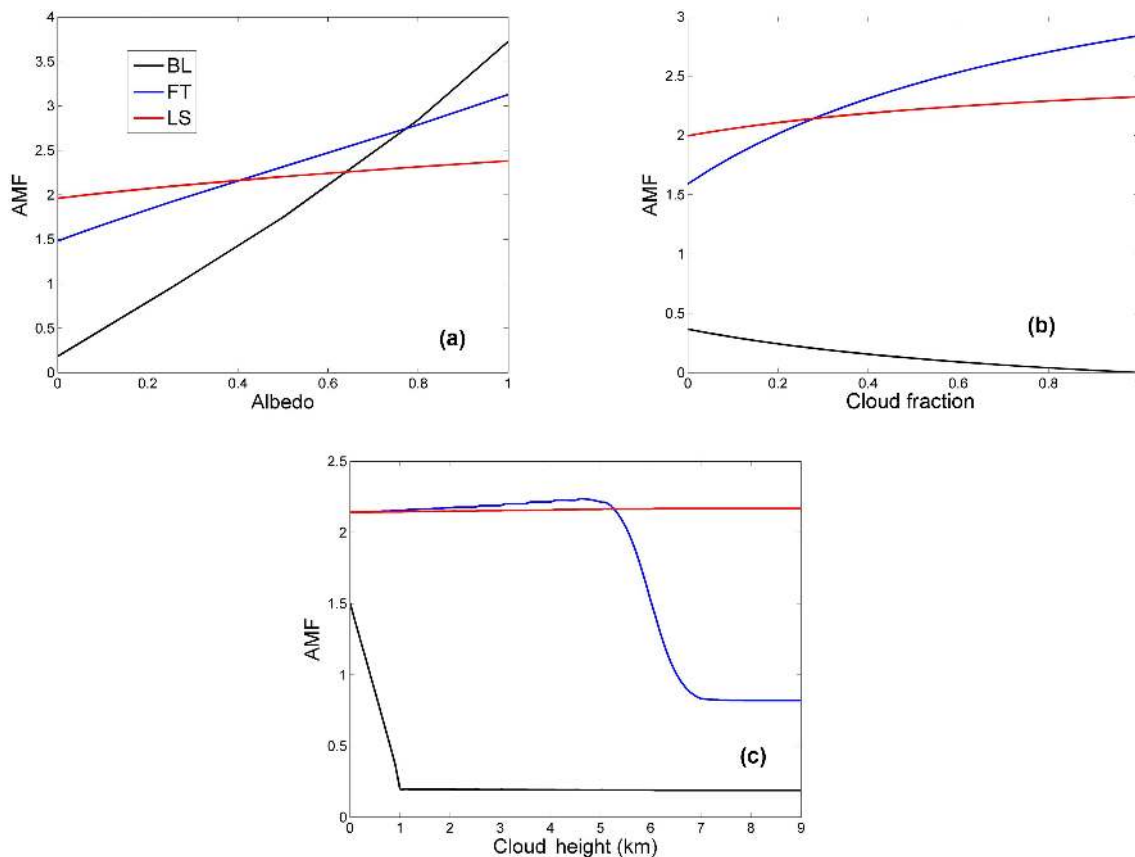 4
3.5
3
2.5
2
1.5
1
0.5
0
AMF
BL
FT
LS
(a)
0 0.2 0.4 0.6 0.8 1
Albedo
3
2.5
2
1.5
1
0.5
0
AMF
(b)
0 0.2 0.4 0.6 0.8
Cloud fraction
2.5
2
1.5
1
0.5
0
AMF
(c)
0 1 2 3 4 5 6 7 8 9
Cloud height (km)